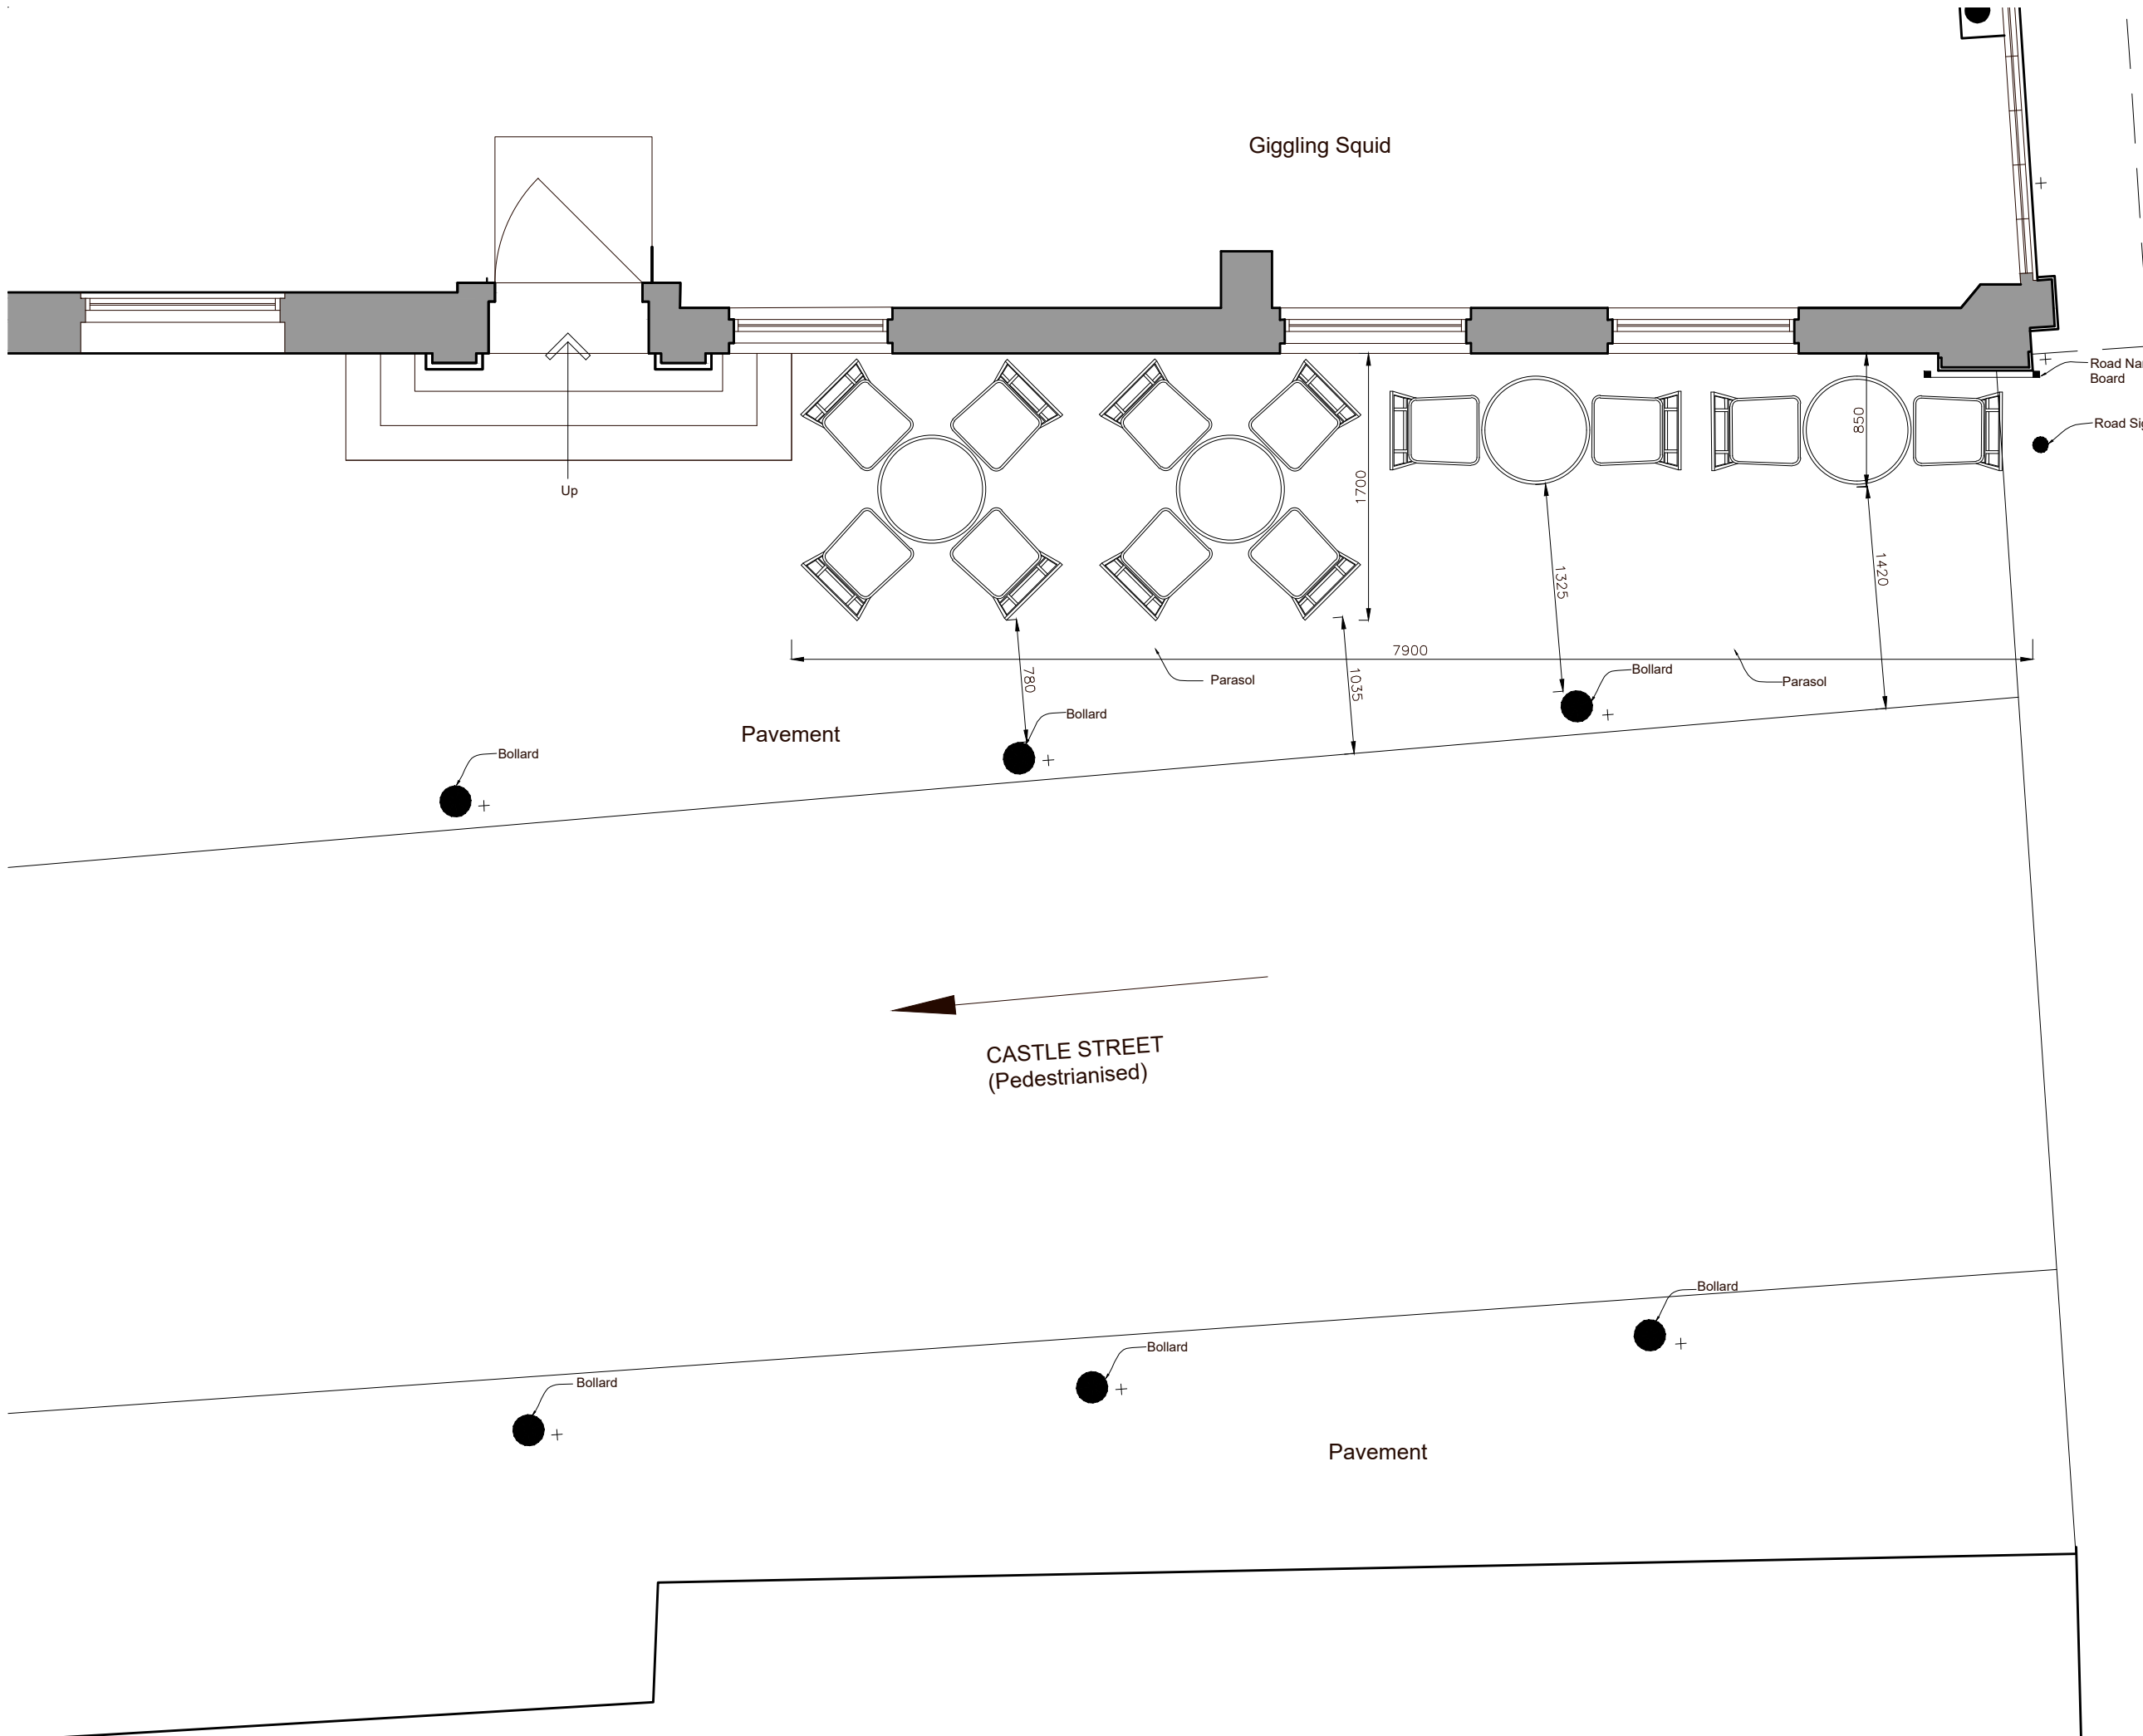 Giggling Squid
Road Na
Board
Road Si
850
1700
Up
1420
1325
7900
780
1035
Parasol
Bollard
Parasol
Bollard
Pavement
Bollard
CASTLE STREET
(Pedestrianised)
Bollard
Bollard
Bollard
Pavement